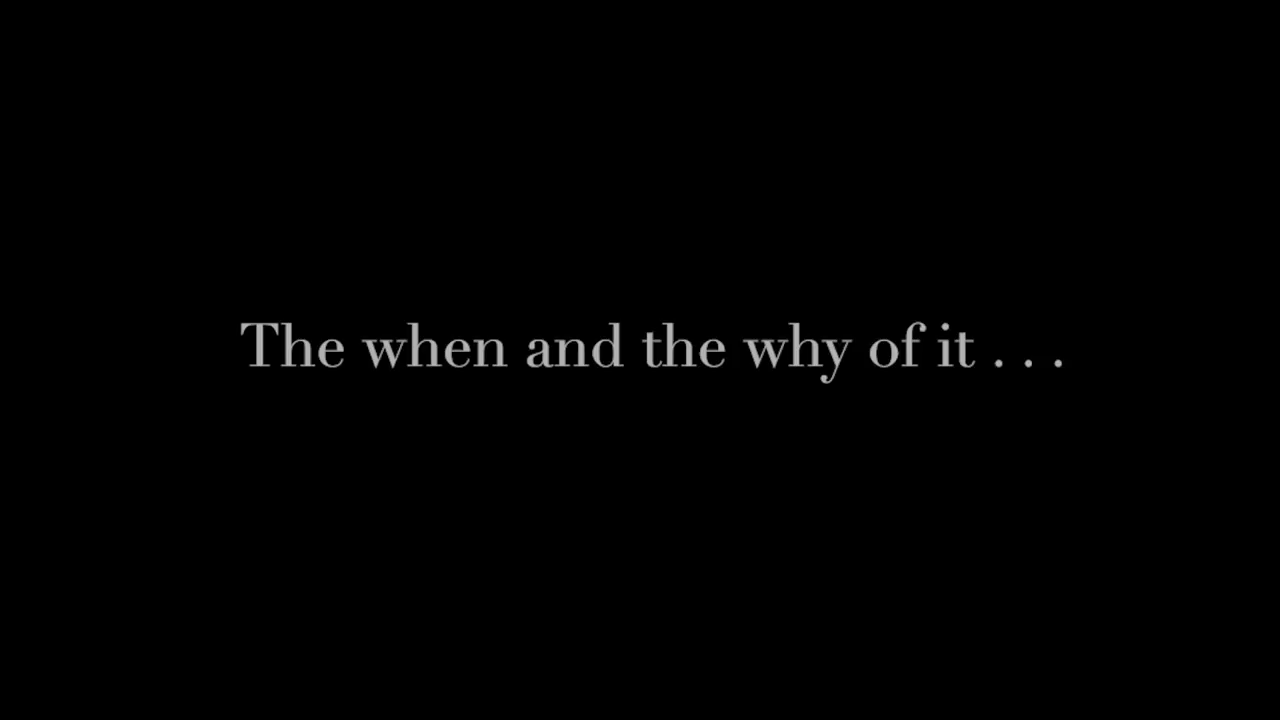 The when and the why of it . . .